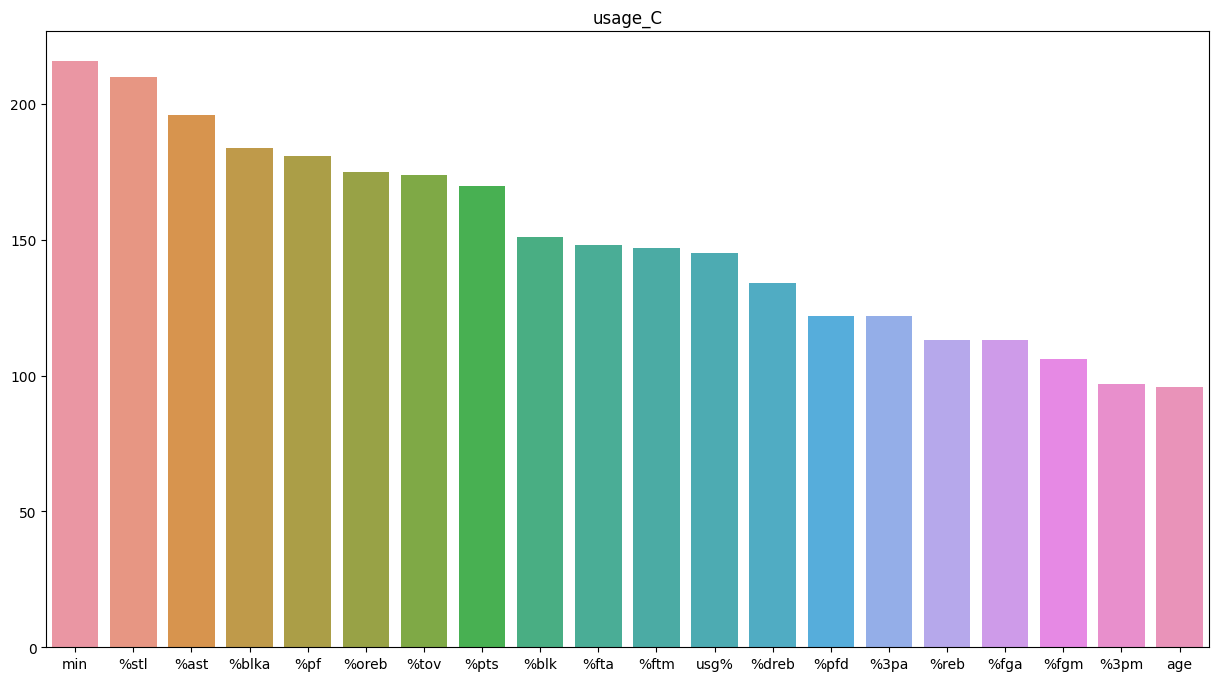 usage_C
200
150
100
50
0
min %stl %ast %blka %pf %oreb %tov %pts %blk %fta %ftm usg% %dreb %pfd %3pa %reb %fga %fgm %3pm age